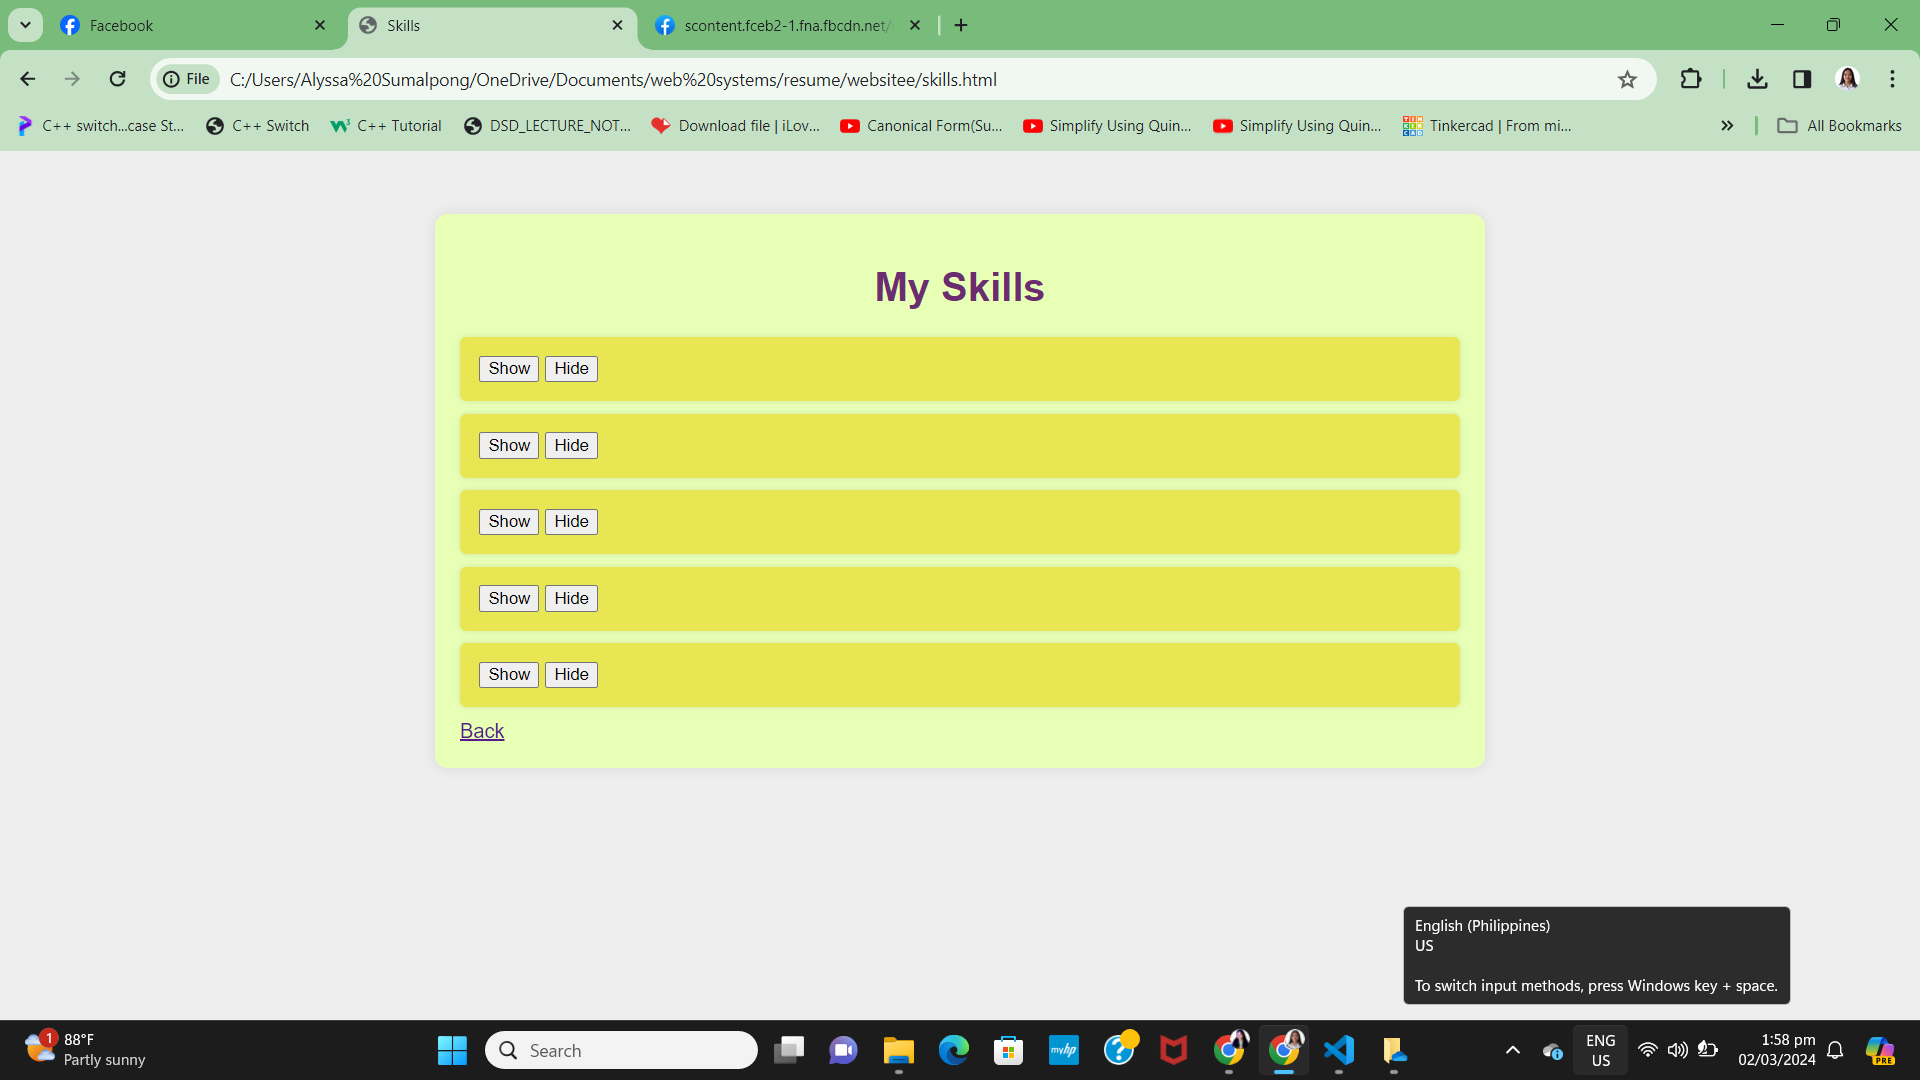 Facebook
Skills
scontent.fceb2-1.fna.fbcdn.net/
File
C:/Users/Alyssa%20Sumalpong/OneDrive/Documents/web%20systems/resume/websitee/skills.html
C++ switch...case St...
C++ Switch
C++ Tutorial
DSD_LECTURE_NOT...
Download file | iLov...
Canonical Form(Su...
Simplify Using Quin...
Simplify Using Quin...
Tinkercad | From mi...
All Bookmarks
My Skills
Show Hide
Show Hide
Show Hide
Show Hide
Show Hide
Back
English (Philippines)
US
To switch input methods, press Windows key + space.
1
88°F
Partly sunny
Search
myhp
ENG
US
1:58 pm
02/03/2024
PRE